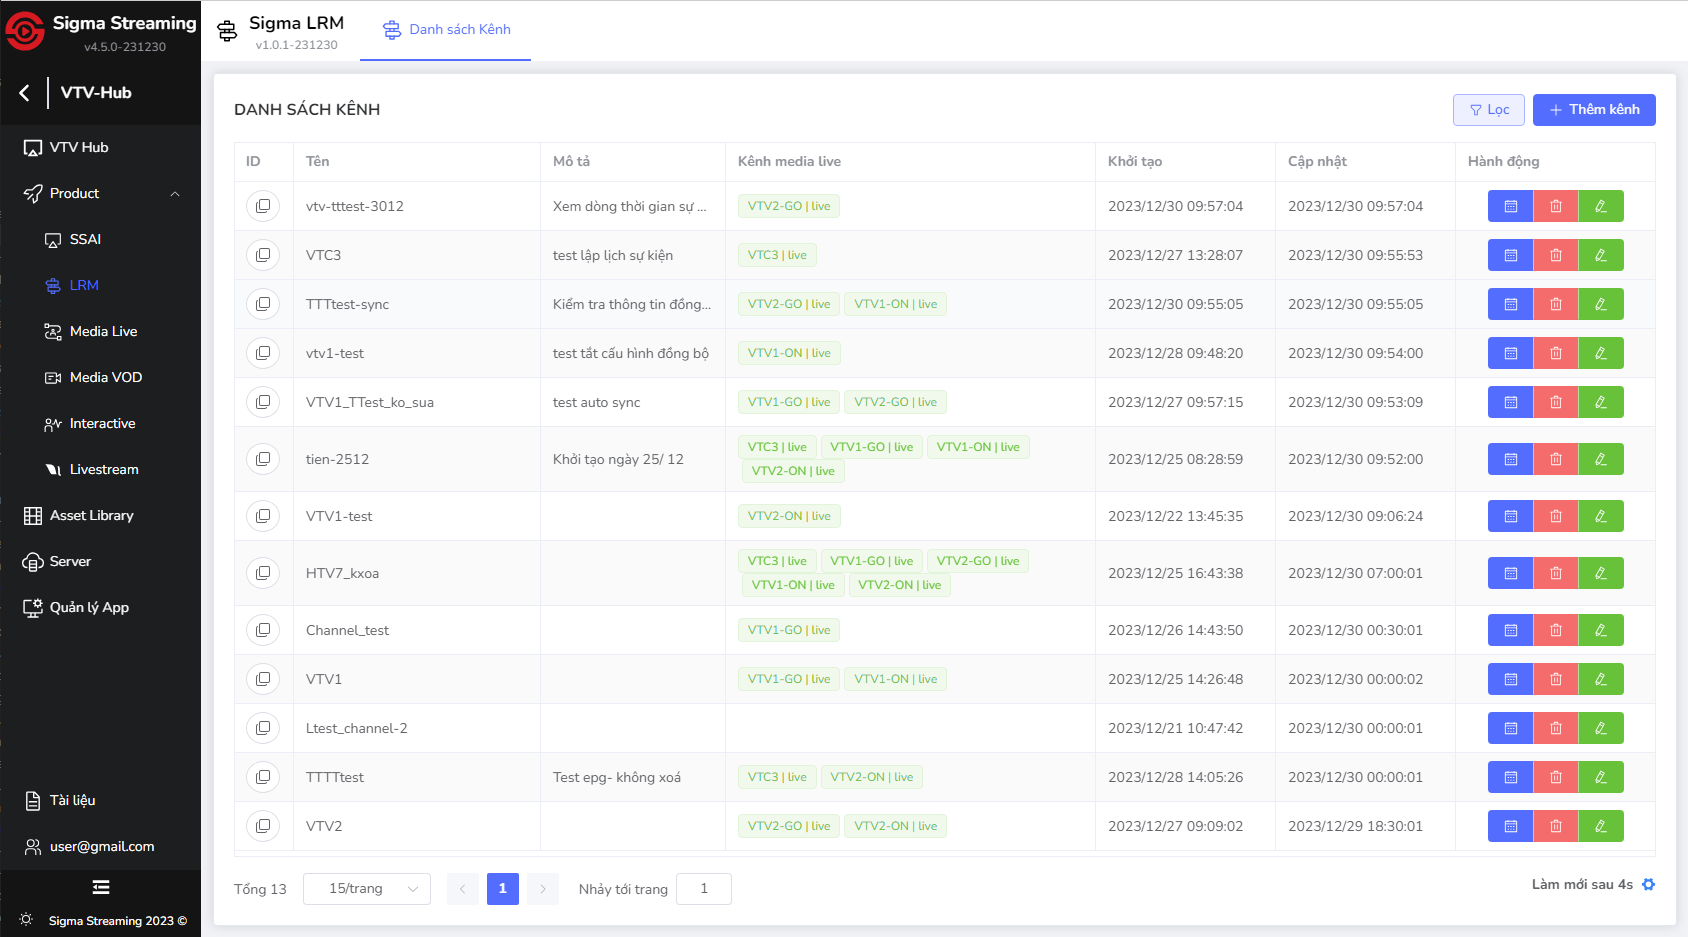 Sigma Streaming
v4.5.0-231230
VTV-Hub
VTV Hub
Product
SSAI
LRM
Media Live
Media VOD
Interactive
Livestream
Asset Library
Server
Quản lý App
Tài liệu
user@gmail.com
Sigma Streaming 2023 ©
Sigma LRM
v1.0.1-231230
Danh sách Kênh
DANH SÁCH KÊNH
Lọc
Thêm kênh
ID Tên Mô tả Kênh media live Khởi tạo Cập nhật Hành động
vtv-tttest-3012 Xem dòng thời gian sự ... VTV2-GO | live 2023/12/30 09:57:04 2023/12/30 09:57:04
VTC3 test lập lịch sự kiện VTC3 | live 2023/12/27 13:28:07 2023/12/30 09:55:53
TTTtest-sync Kiểm tra thông tin đồng... VTV2-GO | live VTV1-ON | live 2023/12/30 09:55:05 2023/12/30 09:55:05
vtv1-test test tắt cấu hình đồng bộ VTV1-ON | live 2023/12/28 09:48:20 2023/12/30 09:54:00
VTV1_TTest_ko_sua test auto sync VTV1-GO | live VTV2-GO | live 2023/12/27 09:57:15 2023/12/30 09:53:09
tien-2512 Khởi tạo ngày 25/ 12 VTC3 | live VTV1-GO | live VTV1-ON | live 2023/12/25 08:28:59 2023/12/30 09:52:00
VTV2-ON | live
VTV1-test VTV2-ON | live 2023/12/22 13:45:35 2023/12/30 09:06:24
HTV7_kxoa VTC3 | live VTV1-GO | live VTV2-GO | live 2023/12/25 16:43:38 2023/12/30 07:00:01
VTV1-ON | live VTV2-ON | live
Channel_test VTV1-GO | live 2023/12/26 14:43:50 2023/12/30 00:30:01
VTV1 VTV1-GO | live VTV1-ON | live 2023/12/25 14:26:48 2023/12/30 00:00:02
Ltest_channel-2 2023/12/21 10:47:42 2023/12/30 00:00:01
TTTTtest Test epg- không xoá VTC3 | live VTV2-ON | live 2023/12/28 14:05:26 2023/12/30 00:00:01
VTV2 VTV2-GO | live VTV2-ON | live 2023/12/27 09:09:02 2023/12/29 18:30:01
Tổng 13 15/trang 1 Nhảy tới trang 1
Làm mới sau 4s